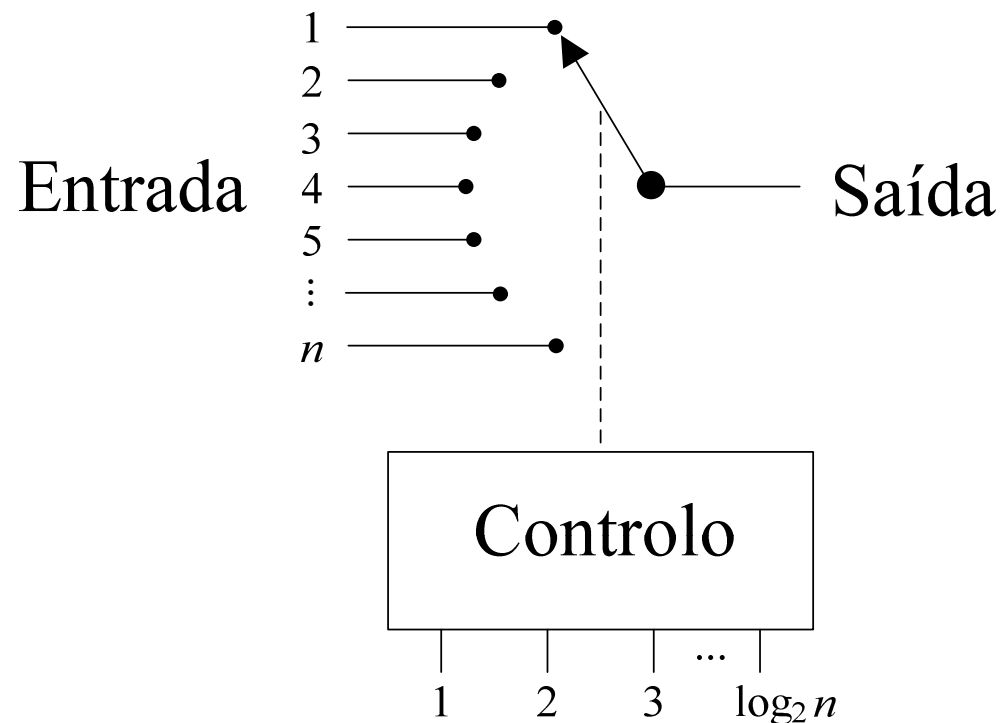 1
2
3
Entrada 4 Saída
5
⋮
n
Controlo
1 2 3 ... log₂ n